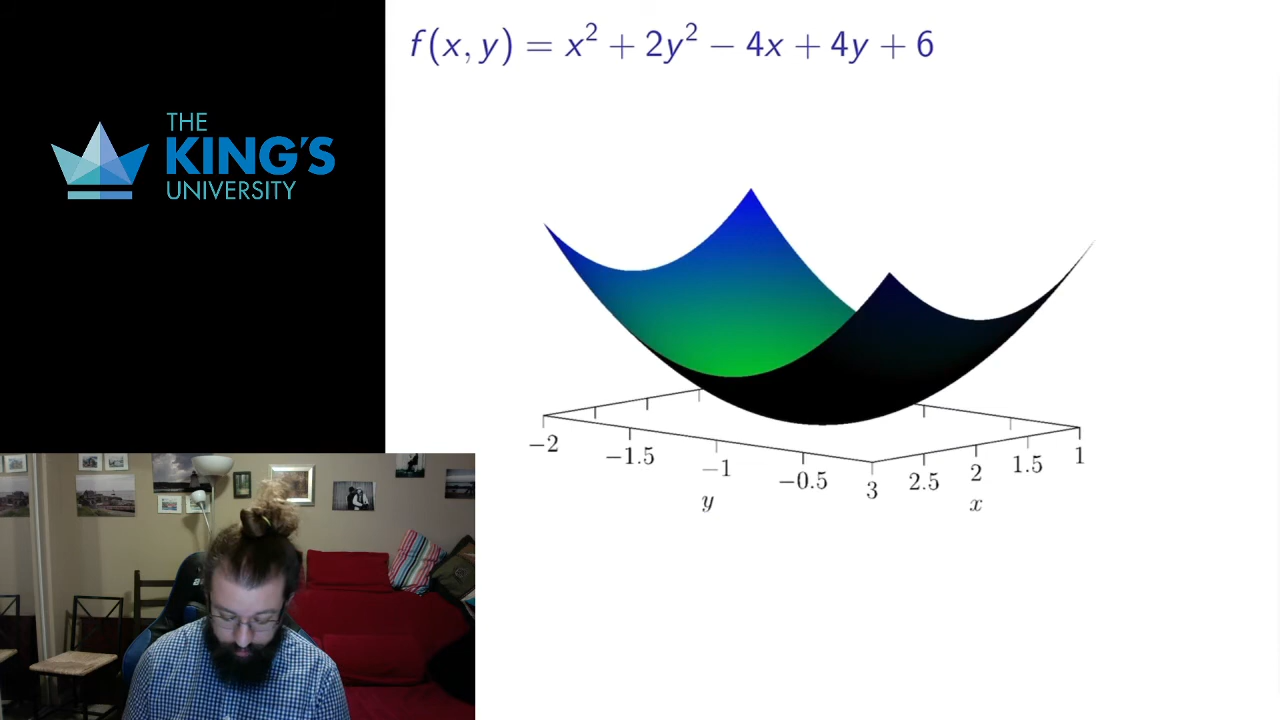 f(x, y) = x² + 2y² − 4x + 4y + 6
THE
KING'S
UNIVERSITY
−2
−1.5
−1
−0.5
3
2.5
2
1.5
1
y
x